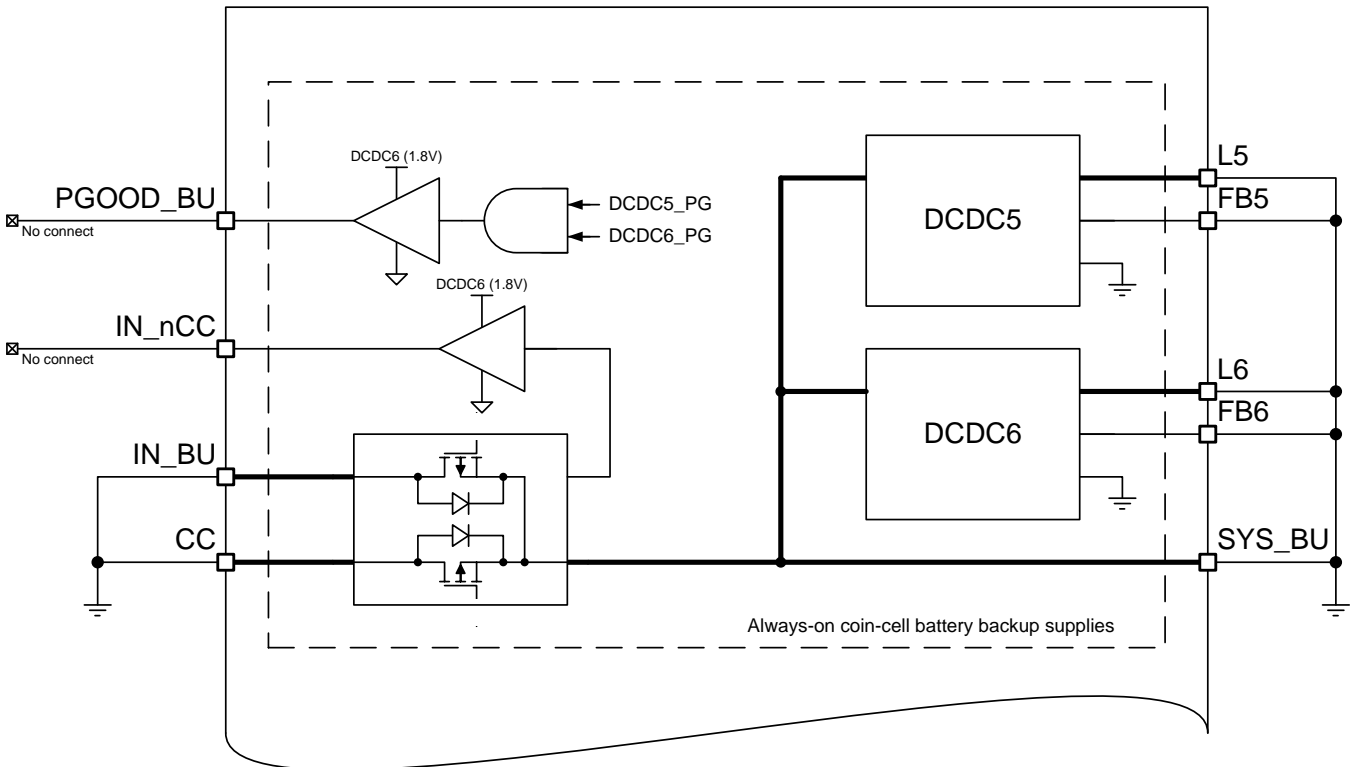 DCDC6 (1.8V)
PGOOD_BU
No connect
DCDC5_PG
DCDC6_PG
DCDC6 (1.8V)
IN_nCC
No connect
IN_BU
CC
DCDC5
L5
FB5
DCDC6
L6
FB6
SYS_BU
Always-on coin-cell battery backup supplies